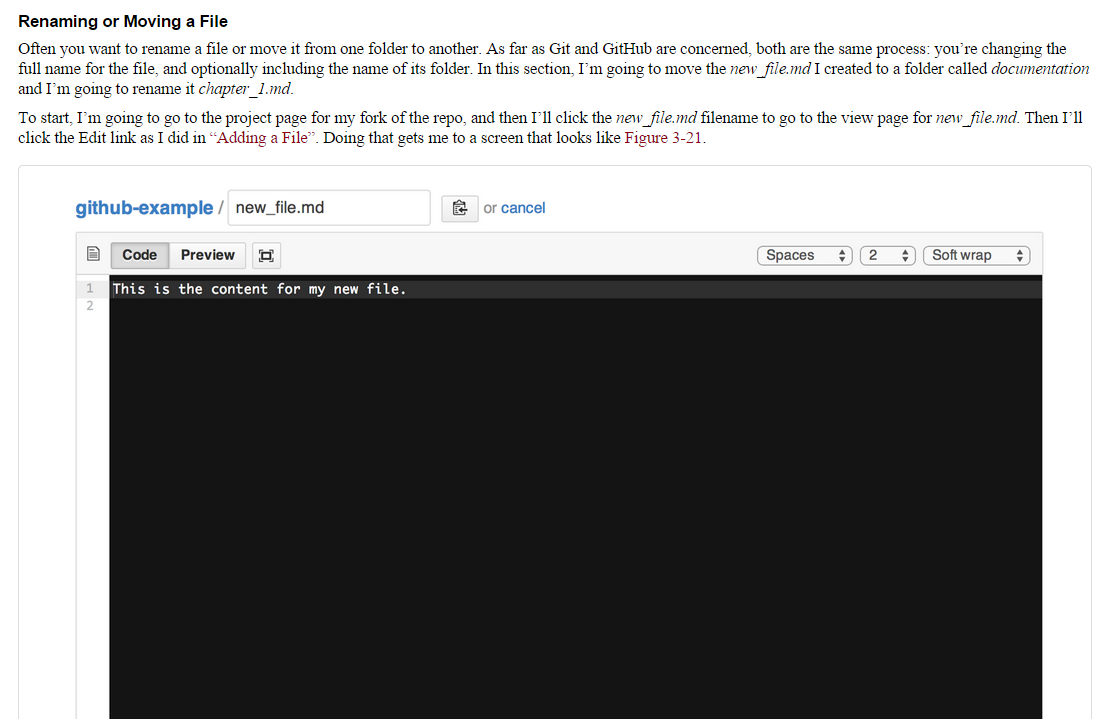 Renaming or Moving a File
Often you want to rename a file or move it from one folder to another. As far as Git and GitHub are concerned, both are the same process: you’re changing the
full name for the file, and optionally including the name of its folder. In this section, I’m going to move the new_file.md I created to a folder called documentation
and I’m going to rename it chapter_1.md.
To start, I’m going to go to the project page for my fork of the repo, and then I’ll click the new_file.md filename to go to the view page for new_file.md. Then I’ll
click the Edit link as I did in “Adding a File”. Doing that gets me to a screen that looks like Figure 3-21.
github-example / new_file.md or cancel
Code Preview Spaces 2 Soft wrap
1 This is the content for my new file.
2